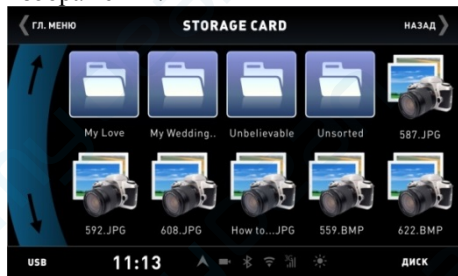 ГЛ. МЕНЮ STORAGE CARD НАЗАД
My Love My Wedding.. Unbelievable Unsorted 587.JPG
592.JPG 608.JPG How to...JPG 559.BMP 622.BMP
USB 11:13 ДИСК